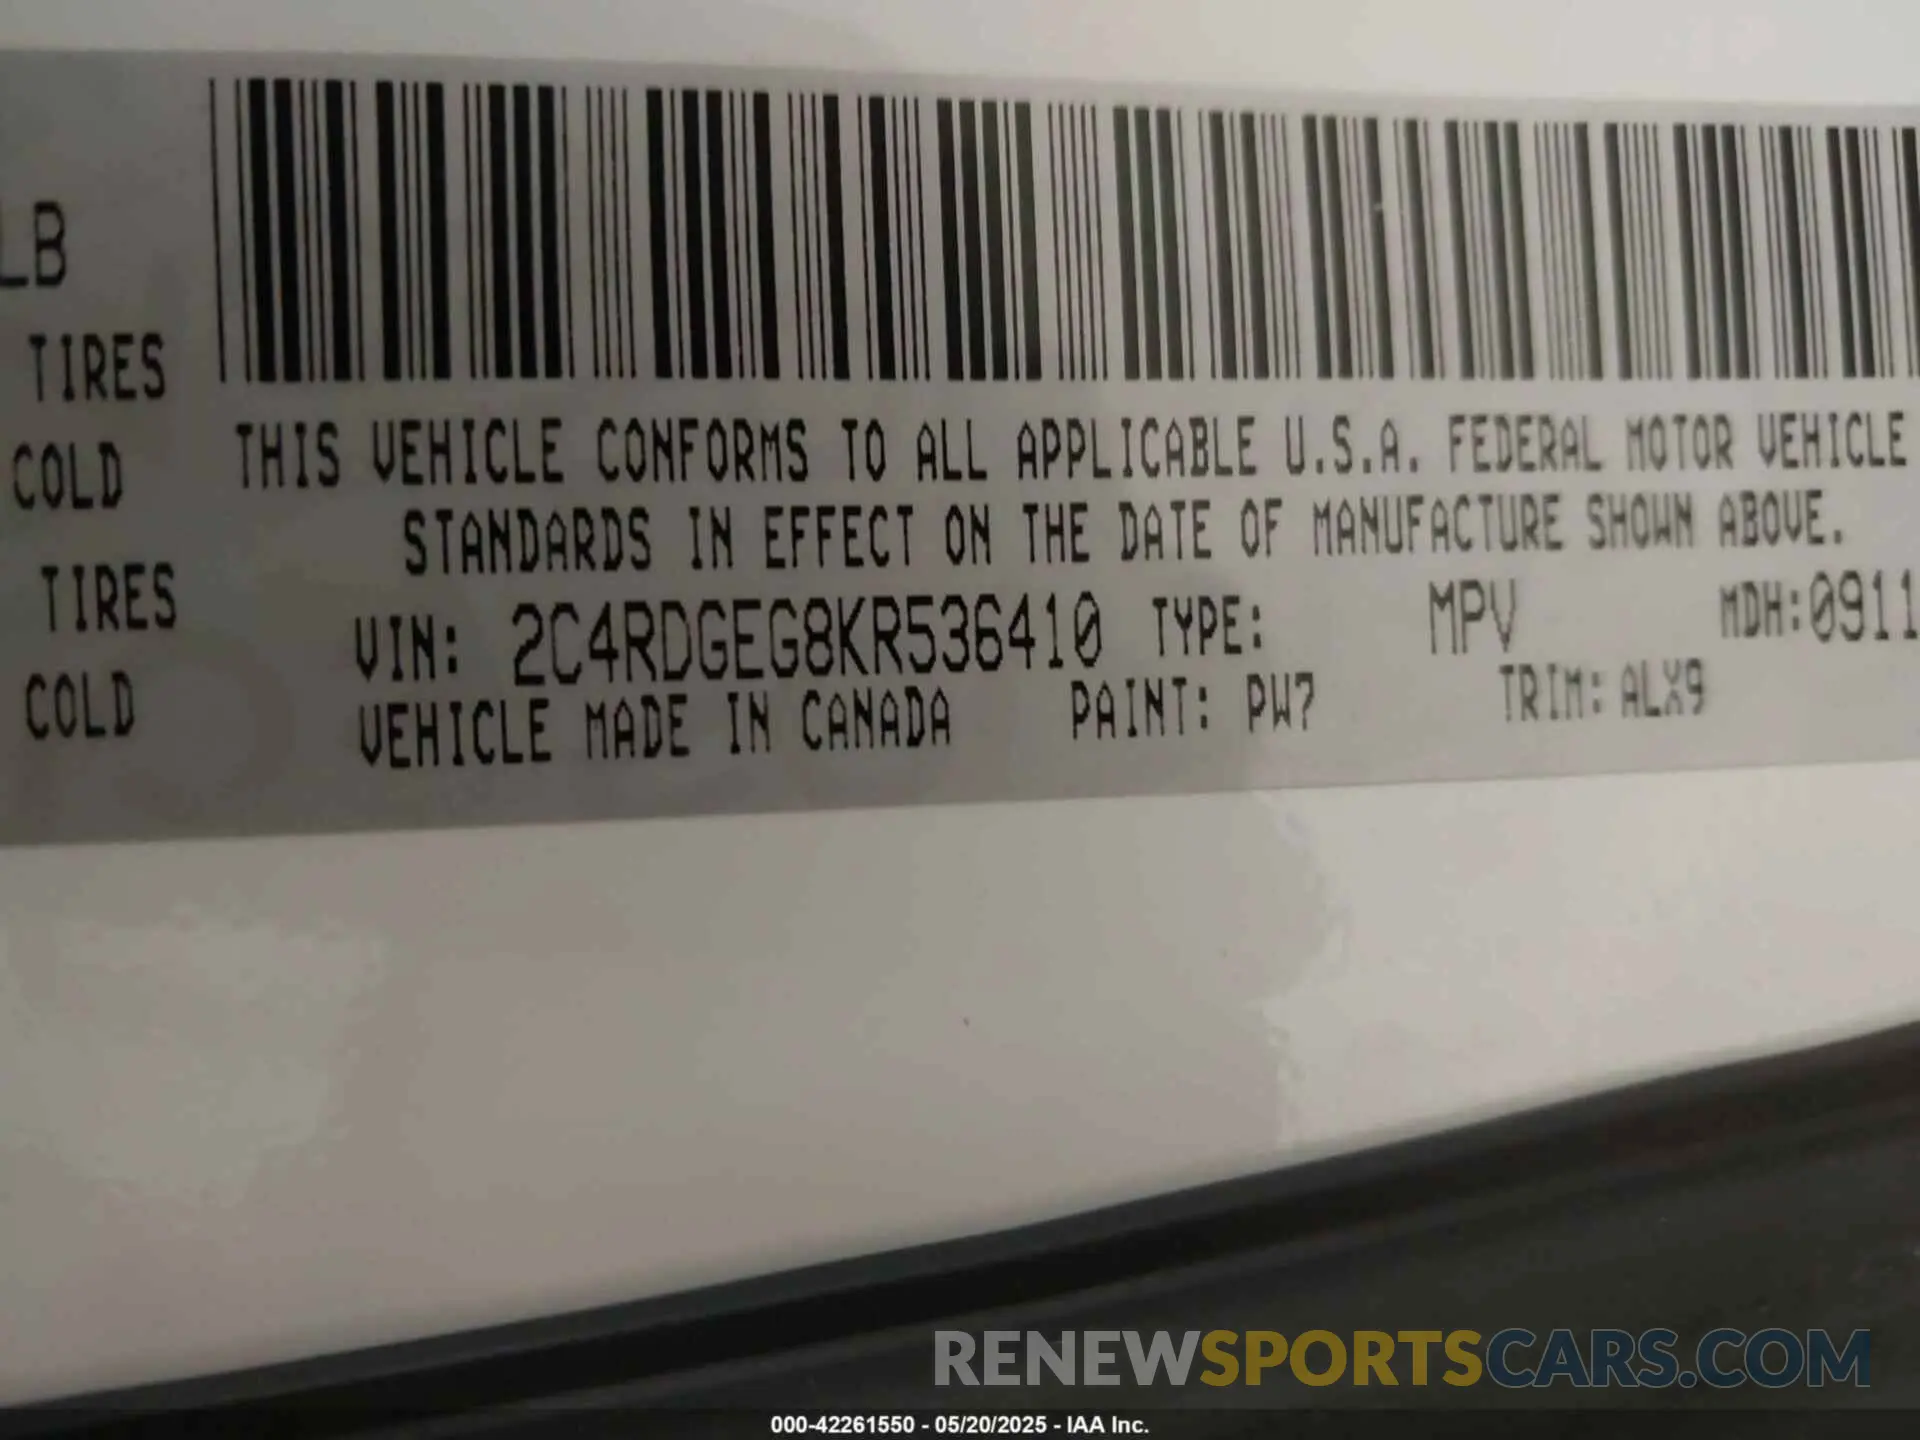 LB
TIRES
COLD
TIRES
COLD
THIS VEHICLE CONFORMS TO ALL APPLICABLE U.S.A. FEDERAL MOTOR VEHICLE
STANDARDS IN EFFECT ON THE DATE OF MANUFACTURE SHOWN ABOVE.
VIN: 2C4RDGEG8KR536410 TYPE: MPV MDH:0911
VEHICLE MADE IN CANADA PAINT: PW7 TRIM: ALX9
RENEWSPORTSCARS.COM
000-42261550 - 05/20/2025 - IAA Inc.